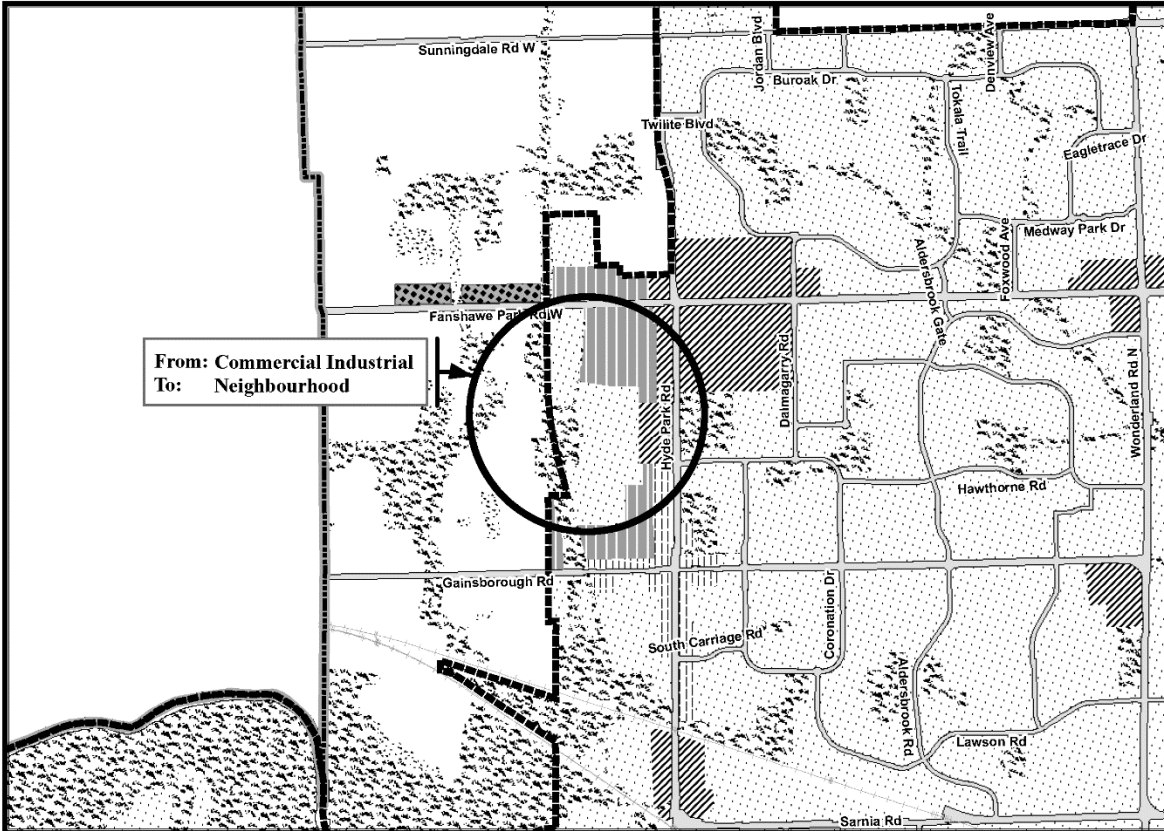 Sunningdale Rd W
Jordan Blvd
Denview Ave
Buroak Dr
Tokala Trail
Twilite Blvd
Eagletrace Dr
Medway Park Dr
Foxwood Ave
Aldersbrook Gate
Fanshawe Park Rd W
From: Commercial Industrial
To: Neighbourhood
Dalmagarry Rd
Wonderland Rd N
Hyde Park Rd
Hawthorne Rd
Gainsborough Rd
Coronation Dr
South Carriage Rd
Aldersbrook Rd
Lawson Rd
Sarnia Rd